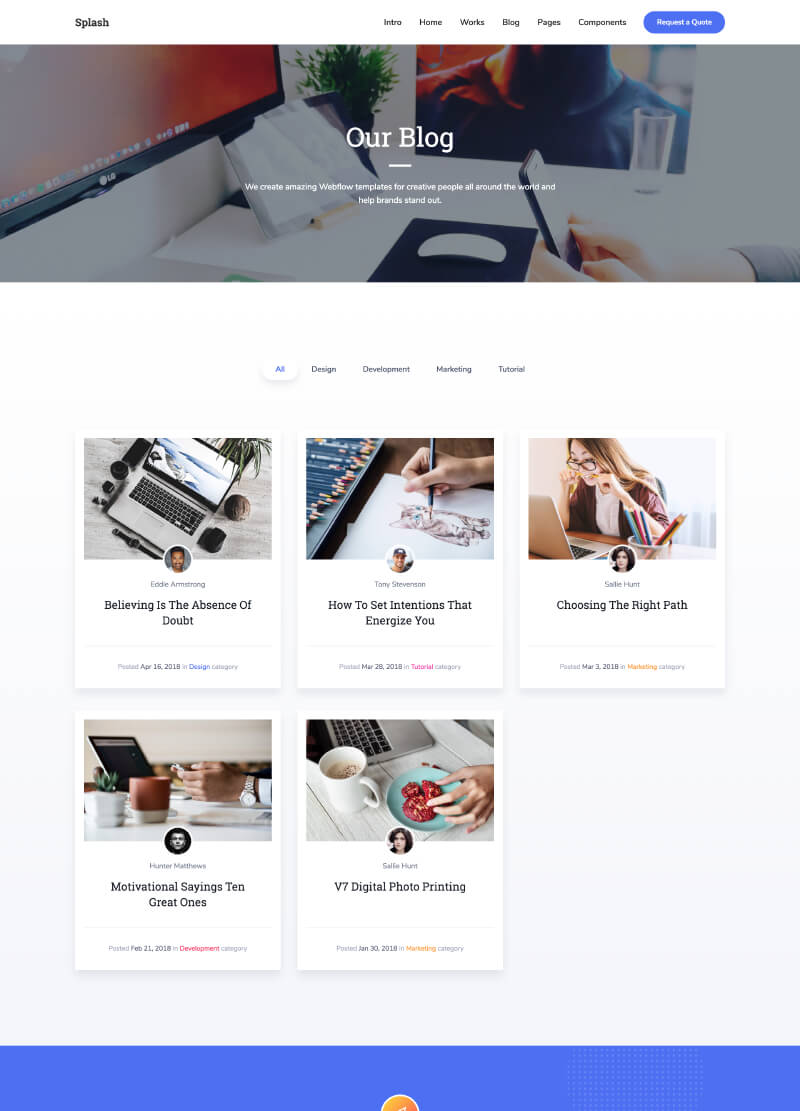 Splash
Intro
Home
Works
Blog
Pages
Components
Request a Quote
LG
Our Blog
We create amazing Webflow templates for creative people all around the world and
help brands stand out.
All
Design
Development
Marketing
Tutorial
Eddie Armstrong
Believing Is The Absence Of
Doubt
Posted Apr 16, 2018 in Design category
Tony Stevenson
How To Set Intentions That
Energize You
Posted Mar 28, 2018 in Tutorial category
Sallie Hunt
Choosing The Right Path
Posted Mar 3, 2018 in Marketing category
Hunter Matthews
Motivational Sayings Ten
Great Ones
Posted Feb 21, 2018 in Development category
Sallie Hunt
V7 Digital Photo Printing
Posted Jan 30, 2018 in Marketing category